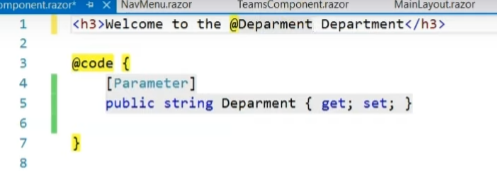 omponent.razor* NavMenu.razor TeamsComponent.razor MainLayout.razor
1 <h3>Welcome to the @Deparment Department</h3>
2
3 @code {
4 [Parameter]
5 public string Deparment { get; set; }
6
7 }
8